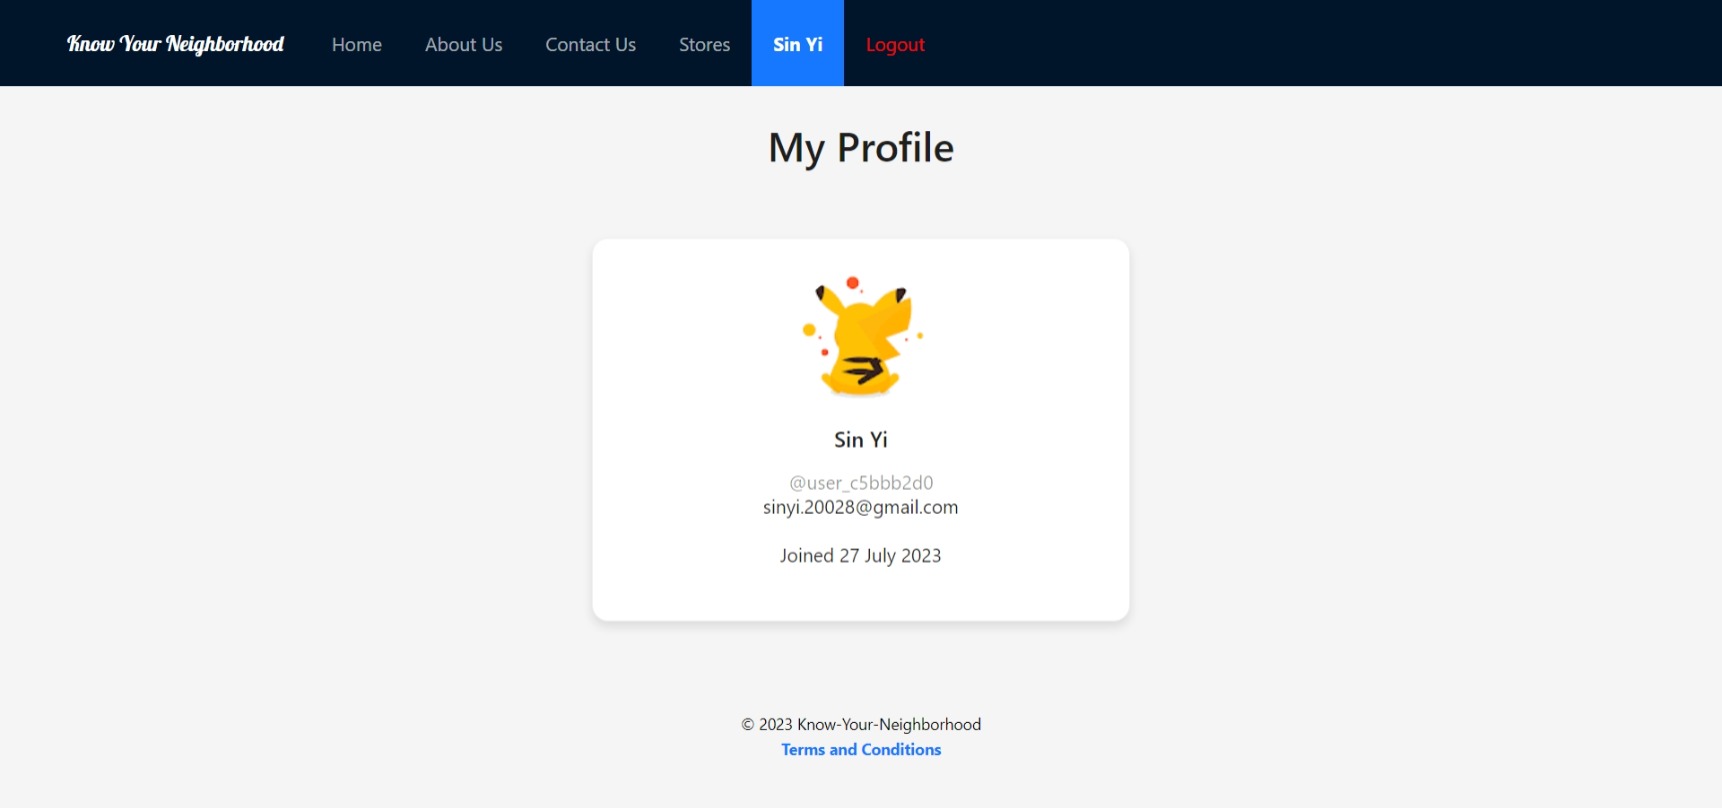 Know Your Neighborhood Home About Us Contact Us Stores Sin Yi Logout
My Profile
Sin Yi
@user_c5bbb2d0
sinyi.20028@gmail.com
Joined 27 July 2023
© 2023 Know-Your-Neighborhood
Terms and Conditions